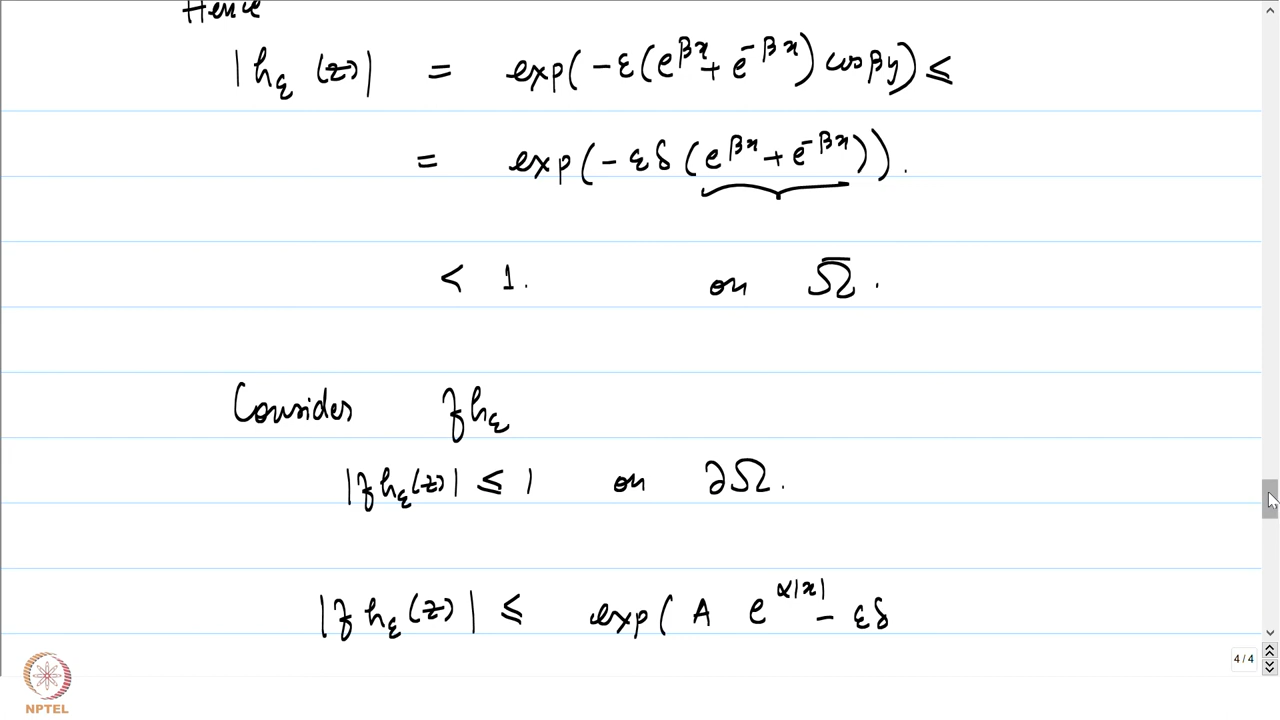 Hence
|h_ε (z)| = exp(-ε(e^{βx} + e^{-βx}) cos βy) ≤
= exp(-εδ (e^{βx} + e^{-βx})).
< 1. on Ω̅.
Consider fh_ε
|fh_ε(z)| ≤ 1 on ∂Ω.
|fh_ε(z)| ≤ exp( A e^{α|x|} - εδ
4 / 4
NPTEL